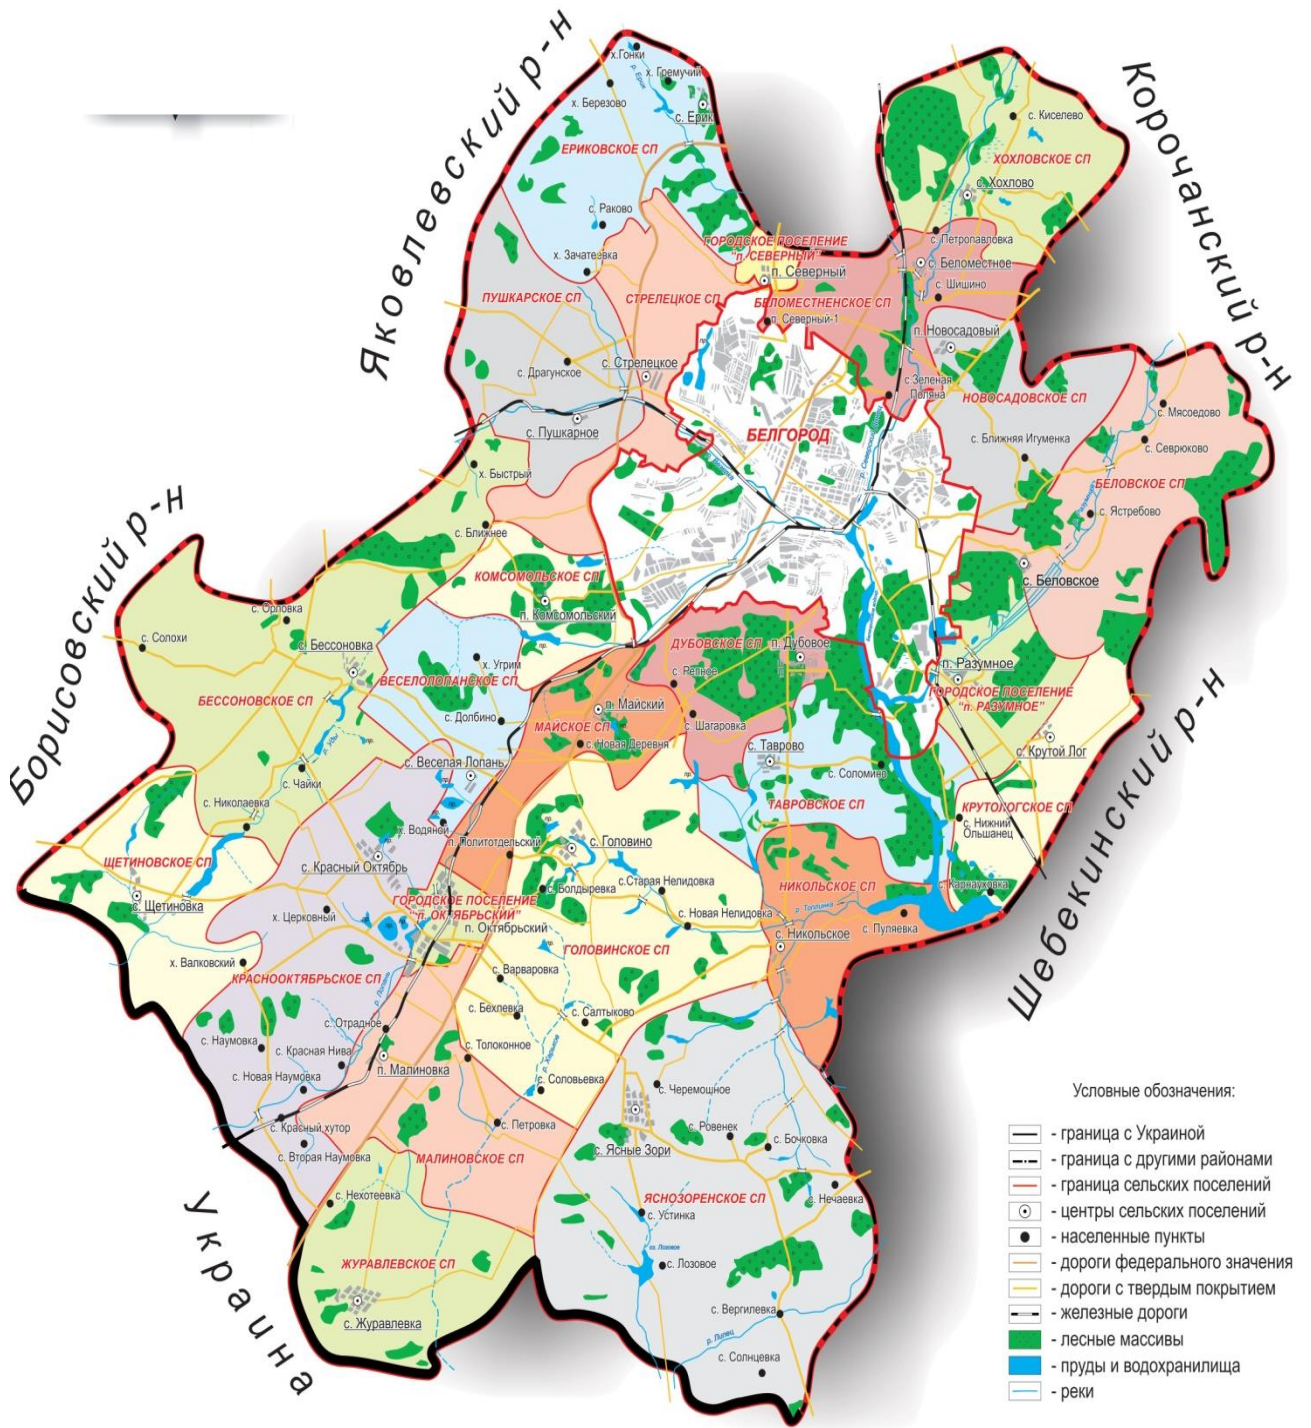 Яковлевский р-н
Корочанский р-н
Борисовский р-н
Шебекинский р-н
Украина
х.Гонки
р. Ерик
х. Гремучий
х. Березово
с. Ерик
ЕРИКОВСКОЕ СП
с. Киселево
ХОХЛОВСКОЕ СП
с. Хохлово
с. Раково
х. Зачатеевка
ГОРОДСКОЕ ПОСЕЛЕНИЕ
"п. СЕВЕРНЫЙ"
п. Северный
с. Петропавловка
с. Беломестное
с. Шишино
ПУШКАРСКОЕ СП
СТРЕЛЕЦКОЕ СП
БЕЛОМЕСТНЕНСКОЕ СП
п. Северный-1
п. Новосадовый
с. Драгунское
с. Стрелецкое
с. Зеленая
Поляна
НОВОСАДОВСКОЕ СП
с. Мясоедово
с. Пушкарное
БЕЛГОРОД
с. Ближняя Игуменка
с. Севрюково
х. Быстрый
БЕЛОВСКОЕ СП
с. Ястребово
с. Ближнее
КОМСОМОЛЬСКОЕ СП
с. Беловское
п. Комсомольский
с. Орловка
с. Солохи
с. Бессоновка
ДУБОВСКОЕ СП
п. Дубовое
х. Угрим
с. Репное
п. Разумное
БЕССОНОВСКОЕ СП
ВЕСЕЛОЛОПАНСКОЕ СП
ГОРОДСКОЕ ПОСЕЛЕНИЕ
"п. РАЗУМНОЕ"
с. Долбино
п. Майский
МАЙСКОЕ СП
с. Шагаровка
с. Новая Деревня
с. Крутой Лог
с. Веселая Лопань
с. Таврово
с. Соломино
с. Чайки
с. Николаевка
ТАВРОВСКОЕ СП
КРУТОЛОГСКОЕ СП
с. Нижний
Ольшанец
х. Водяной
п. Политотдельский
с. Головино
ЩЕТИНОВСКОЕ СП
с. Красный Октябрь
с. Щетиновка
с. Болдыревка
с.Старая Нелидовка
НИКОЛЬСКОЕ СП
с. Карнауховка
ГОРОДСКОЕ ПОСЕЛЕНИЕ
"п. ОКТЯБРЬСКИЙ"
х. Церковный
п. Октябрьский
с. Новая Нелидовка
р. Топлинка
с. Пуляевка
с. Никольское
х. Валковский
КРАСНООКТЯБРЬСКОЕ СП
р. Лопань
ГОЛОВИНСКОЕ СП
с. Варваровка
с. Бехлевка
с. Салтыково
с. Отрадное
с. Наумовка
с. Красная Нива
с. Толоконное
р. Харьков
с. Новая Наумовка
п. Малиновка
с. Соловьевка
с. Черемошное
с. Красный хутор
с. Петровка
с. Ровенек
с. Бочковка
с. Вторая Наумовка
МАЛИНОВСКОЕ СП
с. Ясные Зори
с. Нехотеевка
ЯСНОЗОРЕНСКОЕ СП
с. Нечаевка
с. Устинка
ЖУРАВЛЕВСКОЕ СП
с. Лозовое
с. Журавлевка
с. Вергилевка
р. Липец
с. Солнцевка
Условные обозначения:
- граница с Украиной
- граница с другими районами
- граница сельских поселений
- центры сельских поселений
- населенные пункты
- дороги федерального значения
- дороги с твердым покрытием
- железные дороги
- лесные массивы
- пруды и водохранилища
- реки